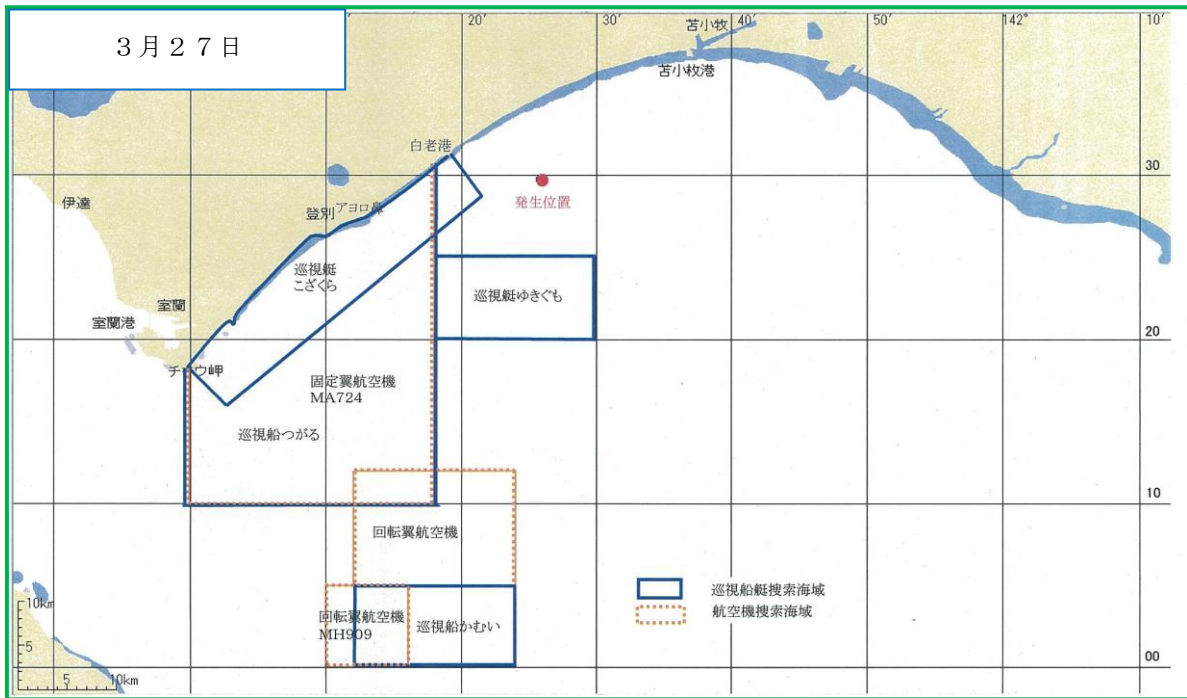 3月27日
20′
30′
40′
50′
142°
10′
苫小牧
苫小牧港
白老港
30
発生位置
伊達
登別
アヨロ鼻
巡視艇
こざくら
巡視艇ゆきぐも
室蘭
室蘭港
20
チキウ岬
固定翼航空機
MA724
巡視船つがる
10
回転翼航空機
巡視船艇捜索海域
航空機捜索海域
回転翼航空機
MH909
巡視船かむい
10km
5
00
5
10km